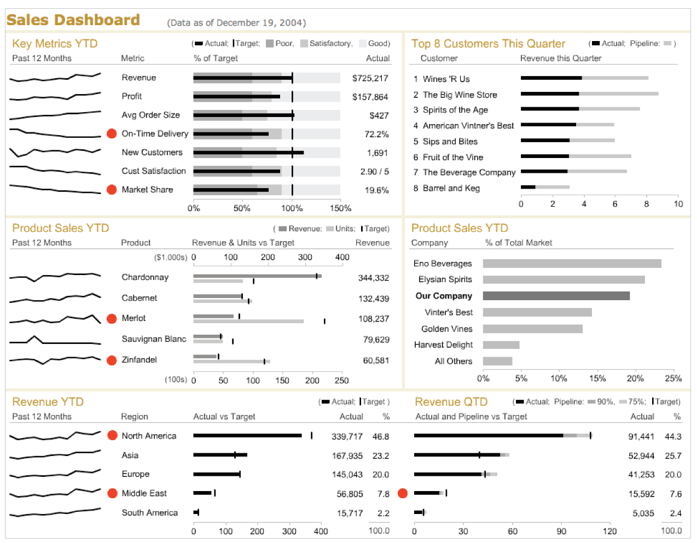 Sales Dashboard (Data as of December 19, 2004)
Key Metrics YTD ( Actual; Target; Poor, Satisfactory, Good)
Past 12 Months Metric % of Target Actual
Revenue $725,217
Profit $157,864
Avg Order Size $427
On-Time Delivery 72.2%
New Customers 1,691
Cust Satisfaction 2.90 / 5
Market Share 19.6%
0% 50% 100% 150%
Top 8 Customers This Quarter ( Actual; Pipeline: )
Customer Revenue this Quarter
1 Wines 'R Us
2 The Big Wine Store
3 Spirits of the Age
4 American Vintner's Best
5 Sips and Bites
6 Fruit of the Vine
7 The Beverage Company
8 Barrel and Keg
0 2 4 6 8 10
Product Sales YTD ( Revenue; Units; Target)
Past 12 Months Product Revenue & Units vs Target Revenue
($1,000s) 0 100 200 300 400
Chardonnay 344,332
Cabernet 132,439
Merlot 108,237
Sauvignan Blanc 79,629
Zinfandel 60,581
(100s) 0 50 100 150 200 250
Product Sales YTD
Company % of Total Market
Eno Beverages
Elysian Spirits
Our Company
Vinter's Best
Golden Vines
Harvest Delight
All Others
0% 5% 10% 15% 20% 25%
Revenue YTD ( Actual; Target )
Past 12 Months Region Actual vs Target Actual %
North America 339,717 46.8
Asia 167,935 23.2
Europe 145,043 20.0
Middle East 56,805 7.8
South America 15,717 2.2
0 100 200 300 400 100.0
Revenue QTD ( Actual; Pipeline: 90%, 75%; Target)
Actual and Pipeline vs Target Actual %
91,441 44.3
52,944 25.7
41,253 20.0
15,592 7.6
5,035 2.4
0 30 60 90 120 100.0